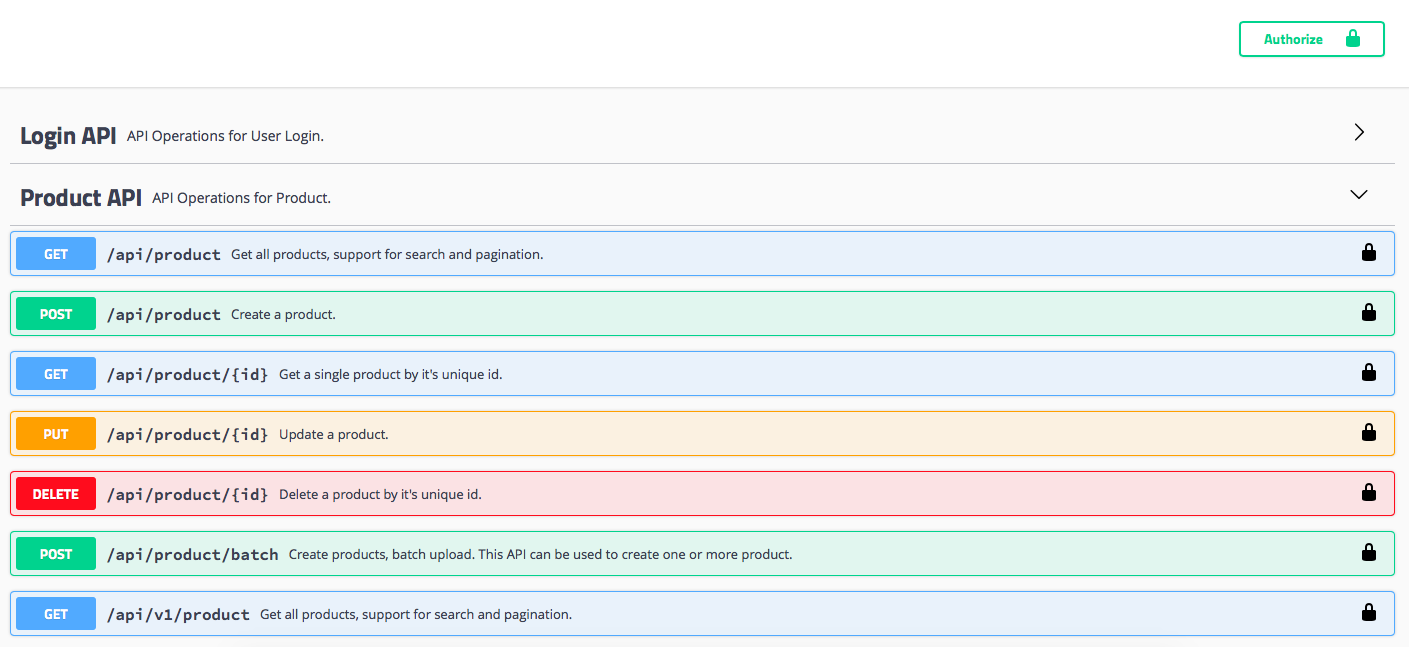 Authorize
Login API API Operations for User Login.
Product API API Operations for Product.
GET /api/product Get all products, support for search and pagination.
POST /api/product Create a product.
GET /api/product/{id} Get a single product by it's unique id.
PUT /api/product/{id} Update a product.
DELETE /api/product/{id} Delete a product by it's unique id.
POST /api/product/batch Create products, batch upload. This API can be used to create one or more product.
GET /api/v1/product Get all products, support for search and pagination.